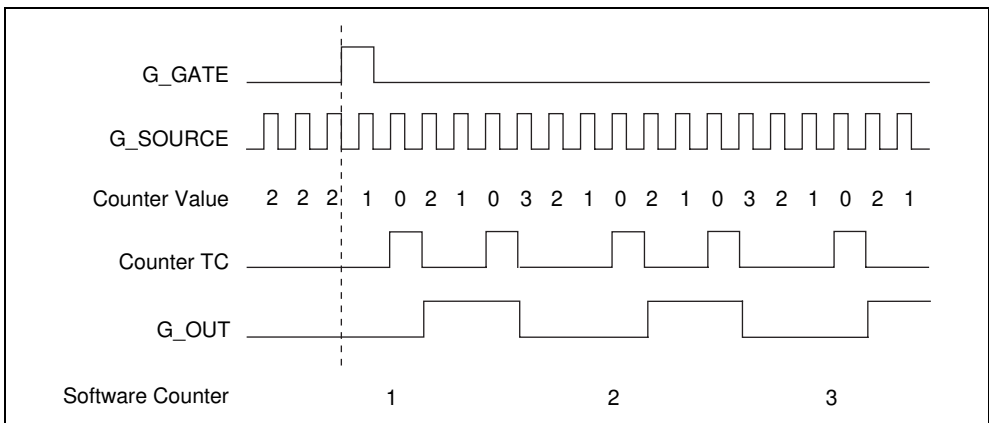 G_GATE
G_SOURCE
Counter Value 2 2 2 1 0 2 1 0 3 2 1 0 2 1 0 3 2 1 0 2 1
Counter TC
G_OUT
Software Counter 1 2 3